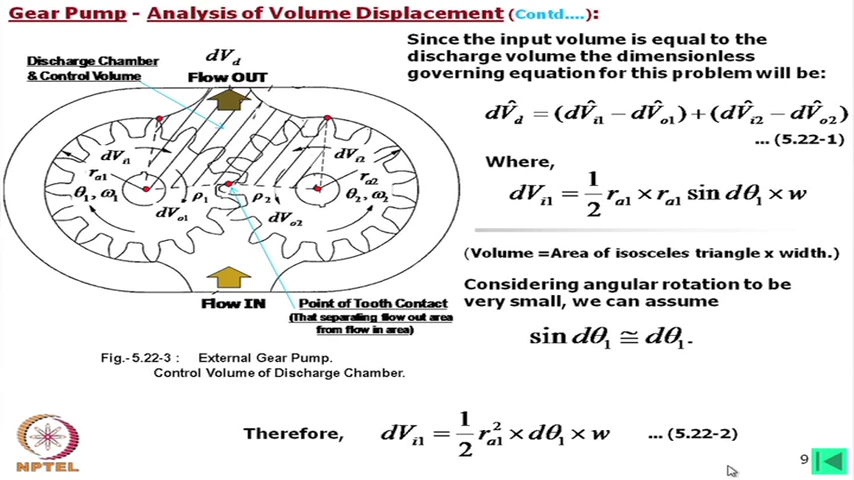 Gear Pump - Analysis of Volume Displacement (Contd....):
dV_d
Discharge Chamber
& Control Volume
Flow OUT
dV_i1
r_a1
θ_1, ω_1
dV_o1
ρ_1
ρ_2
dV_o2
dV_i2
r_a2
θ_2, ω_2
Flow IN
Point of Tooth Contact
(That separating flow out area
from flow in area)
Fig.-5.22-3 : External Gear Pump.
Control Volume of Discharge Chamber.
Since the input volume is equal to the
discharge volume the dimensionless
governing equation for this problem will be:
dV̂_d = (dV̂_i1 − dV̂_o1) + (dV̂_i2 − dV̂_o2)
... (5.22-1)
Where,
dV_i1 = 1/2 r_a1 × r_a1 sin dθ_1 × w
(Volume =Area of isosceles triangle x width.)
Considering angular rotation to be
very small, we can assume
sin dθ_1 ≅ dθ_1.
Therefore, dV_i1 = 1/2 r_a1^2 × dθ_1 × w ... (5.22-2)
NPTEL
9